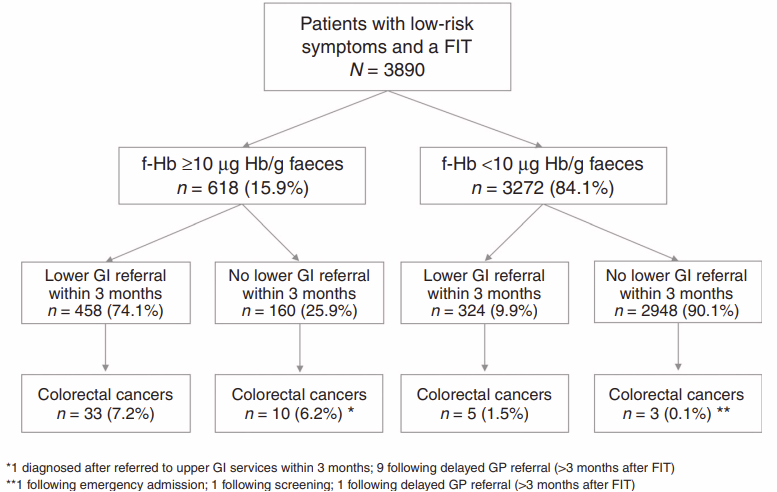 Patients with low-risk
symptoms and a FIT
N = 3890
f-Hb ≥10 μg Hb/g faeces
n = 618 (15.9%)
f-Hb <10 μg Hb/g faeces
n = 3272 (84.1%)
Lower GI referral
within 3 months
n = 458 (74.1%)
No lower GI referral
within 3 months
n = 160 (25.9%)
Lower GI referral
within 3 months
n = 324 (9.9%)
No lower GI referral
within 3 months
n = 2948 (90.1%)
Colorectal cancers
n = 33 (7.2%)
Colorectal cancers
n = 10 (6.2%) *
Colorectal cancers
n = 5 (1.5%)
Colorectal cancers
n = 3 (0.1%) **
*1 diagnosed after referred to upper GI services within 3 months; 9 following delayed GP referral (>3 months after FIT)
**1 following emergency admission; 1 following screening; 1 following delayed GP referral (>3 months after FIT)